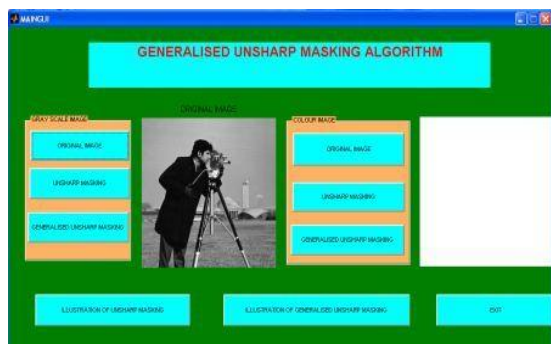 MAINGUI
GENERALISED UNSHARP MASKING ALGORITHM
ORIGINAL IMAGE
GRAY SCALE IMAGE
ORIGINAL IMAGE
UNSHARP MASKING
GENERALISED UNSHARP MASKING
COLOUR IMAGE
ORIGINAL IMAGE
UNSHARP MASKING
GENERALISED UNSHARP MASKING
ILLUSTRATION OF UNSHARP MASKING
ILLUSTRATION OF GENERALISED UNSHARP MASKING
EXIT